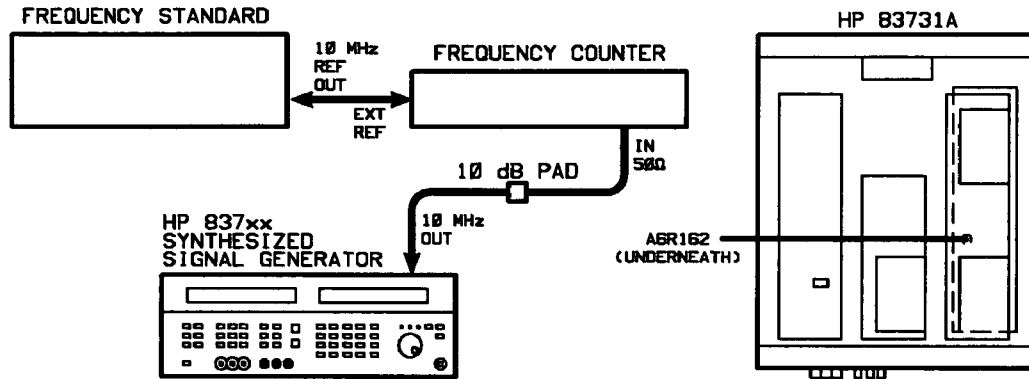 FREQUENCY STANDARD
10 MHz
REF
OUT
EXT
REF
FREQUENCY COUNTER
IN
50Ω
10 dB PAD
10 MHz
OUT
HP 837xx
SYNTHESIZED
SIGNAL GENERATOR
HP 83731A
A6R162
(UNDERNEATH)